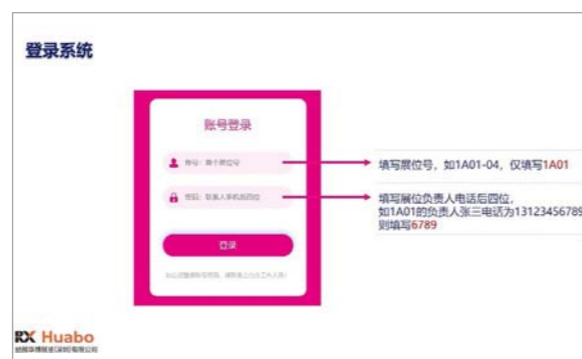 登录系统
账号登录
账号：首个展位号
填写展位号，如1A01-04，仅填写1A01
密码：联系人手机后四位
填写展位负责人电话后四位，
如1A01的负责人张三电话为13123456789
则填写6789
登录
RX Huabo